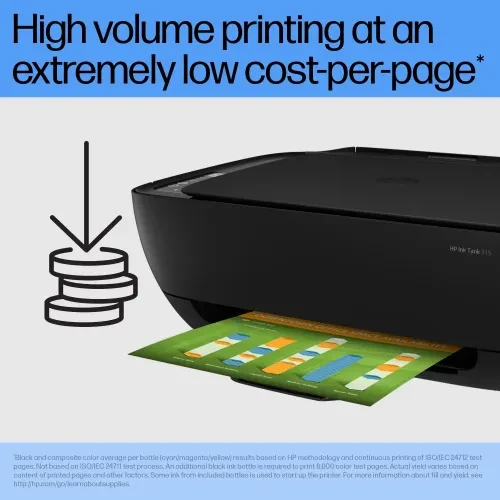 High volume printing at an
extremely low cost-per-page*
HP Ink Tank 315
*Black and composite color average per bottle (cyan/magenta/yellow) results based on HP methodology and continuous printing of ISO/IEC 24712 test
pages. Not based on ISO/IEC 24711 test process. An additional black ink bottle is required to print 8,000 color test pages. Actual yield varies based on
content of printed pages and other factors. Some ink from included bottles is used to start up the printer. For more information about fill and yield, see
http://hp.com/go/learnaboutsupplies.